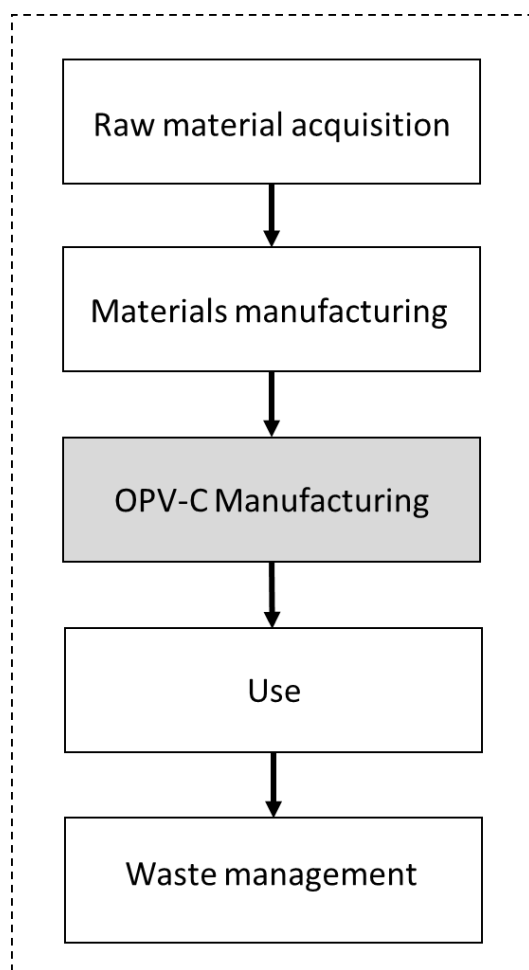 Raw material acquisition
Materials manufacturing
OPV-C Manufacturing
Use
Waste management